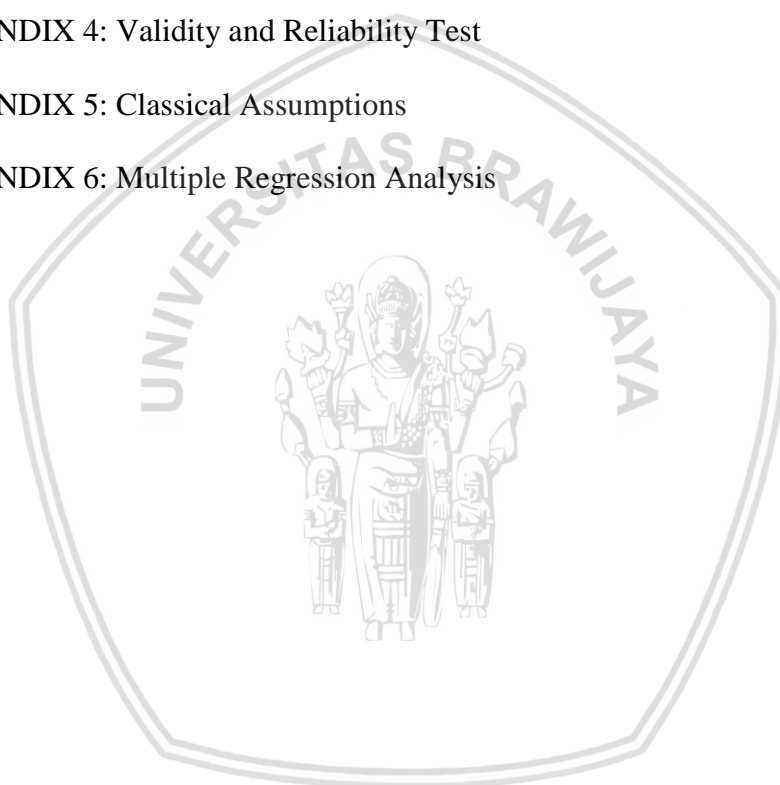 NDIX 4: Validity and Reliability Test
NDIX 5: Classical Assumptions
NDIX 6: Multiple Regression Analysis
UNIVERSITAS BRAWIJAYA